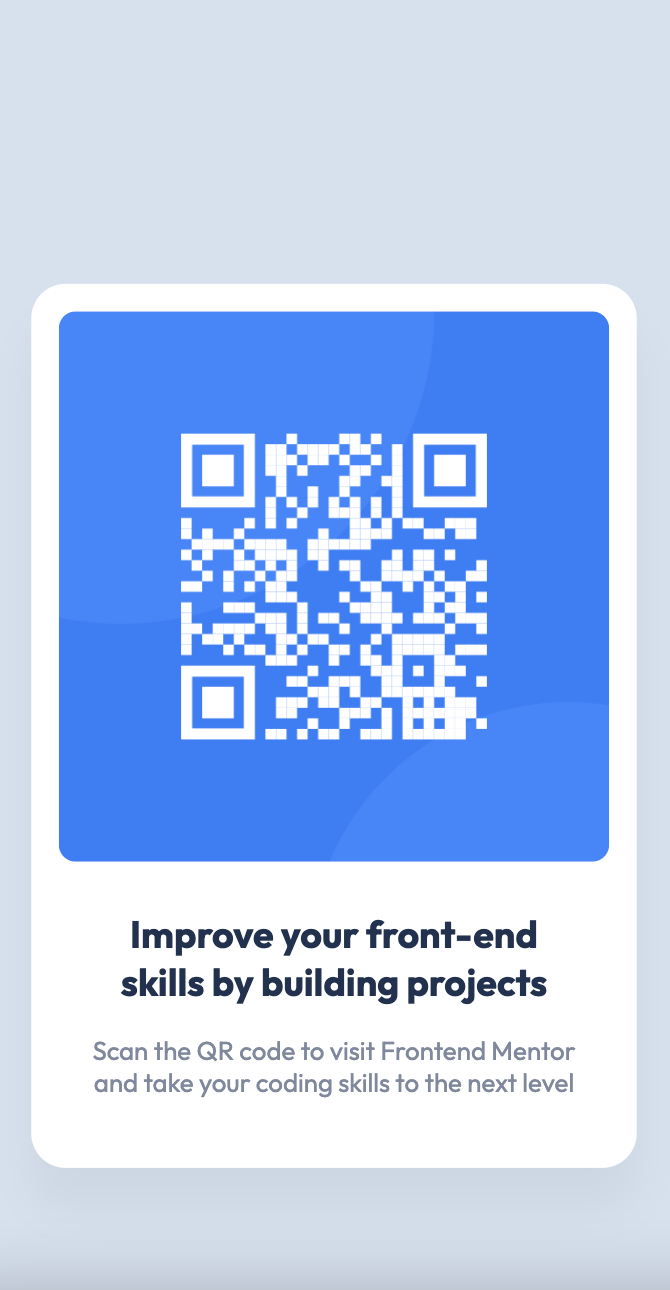 Improve your front-end
skills by building projects
Scan the QR code to visit Frontend Mentor
and take your coding skills to the next level